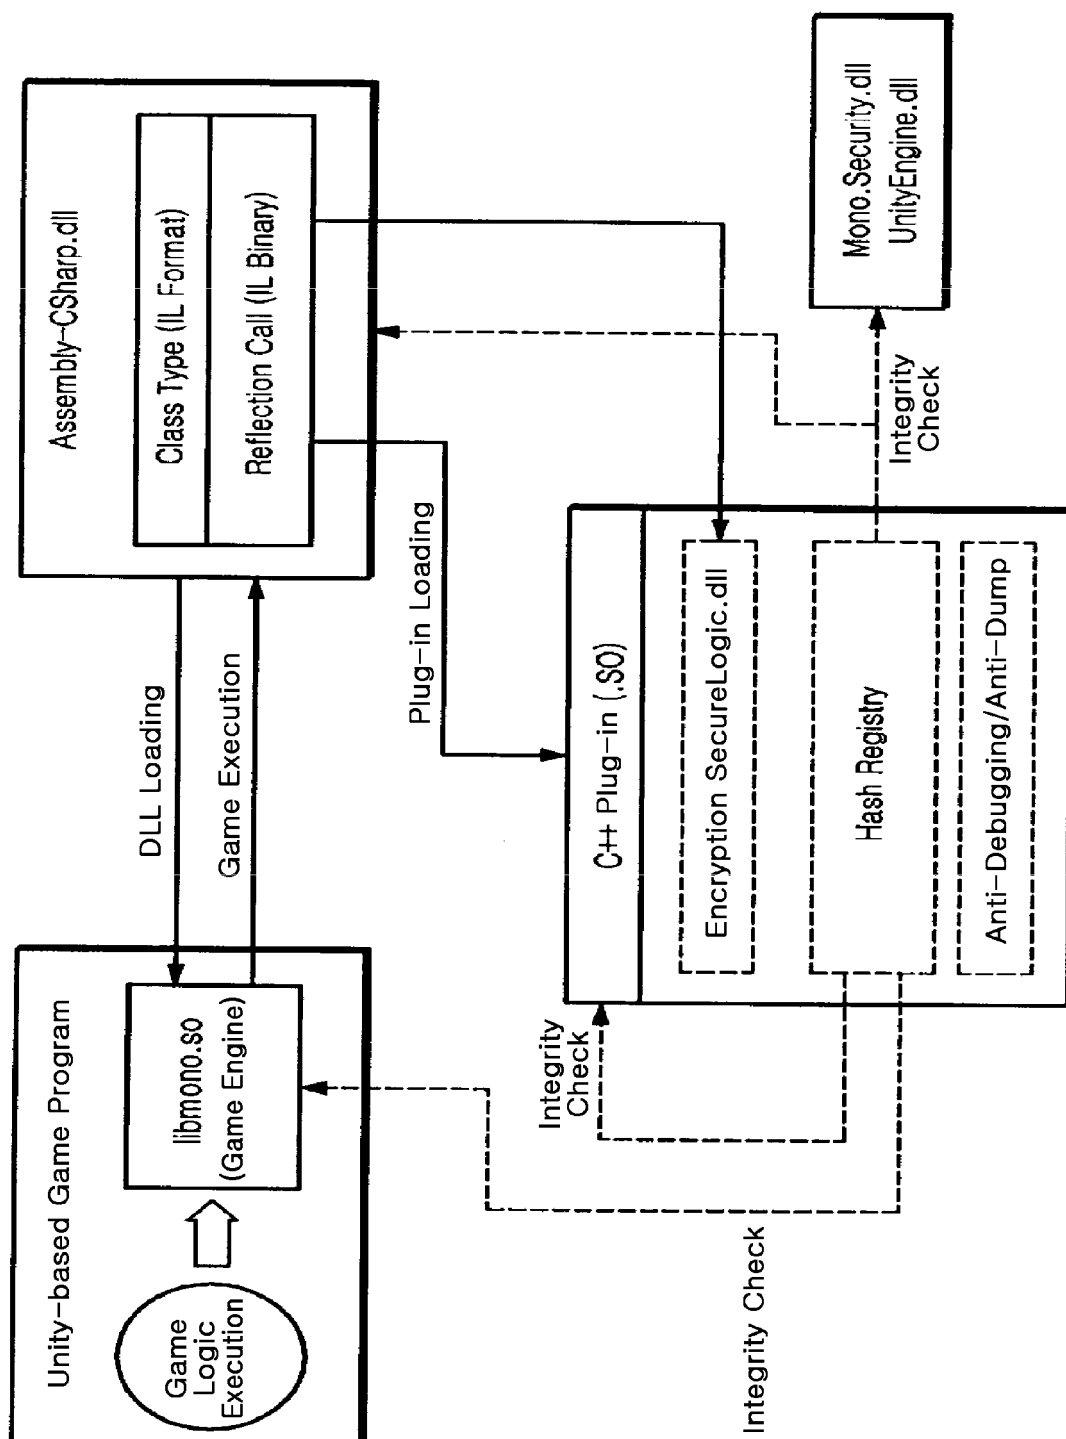 Unity-based Game Program
Game
Logic
Execution
libmono.so
(Game Engine)
DLL Loading
Game Execution
Assembly-CSharp.dll
Class Type (IL Format)
Reflection Call (IL Binary)
Plug-in Loading
C++ Plug-in (.SO)
Encryption SecureLogic.dll
Hash Registry
Anti-Debugging/Anti-Dump
Integrity
Check
Integrity Check
Integrity
Check
Mono.Security.dll
UnityEngine.dll